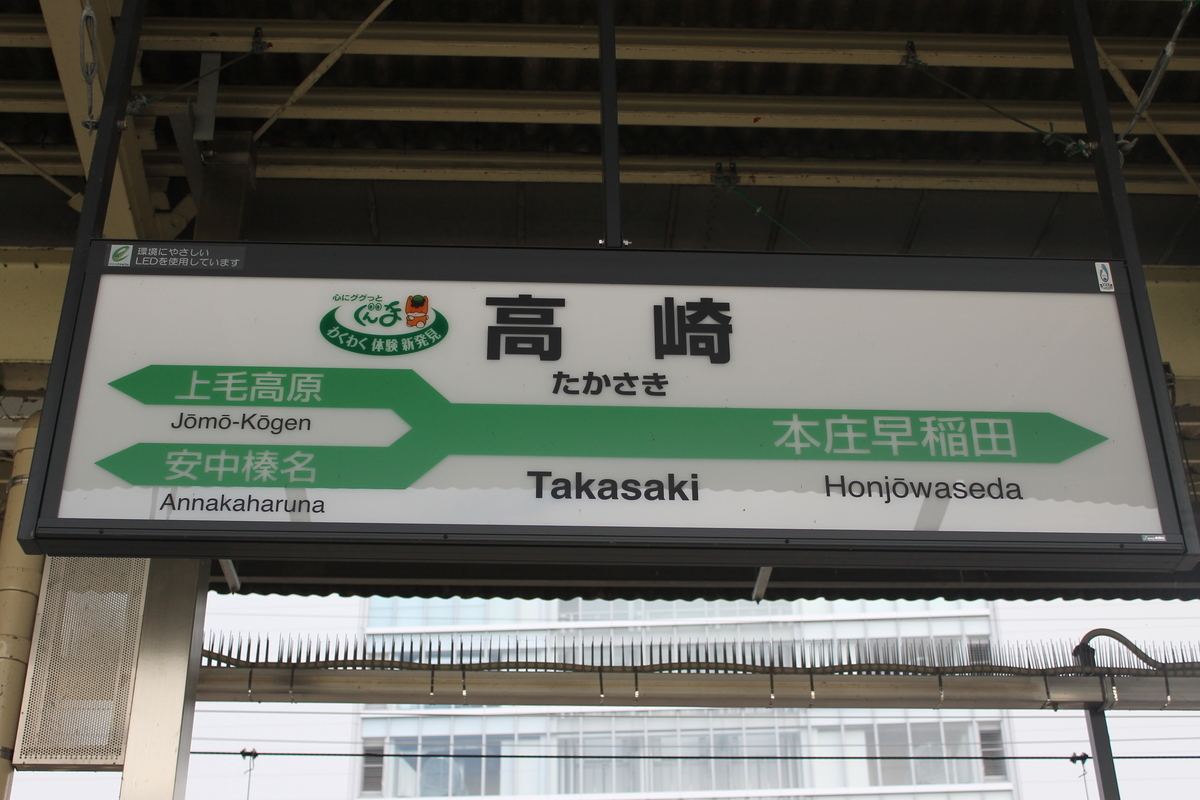 環境にやさしい
LEDを使用しています
心にググっと
ぐんま
わくわく 体験 新発見
高崎
たかさき
上毛高原
Jōmō-Kōgen
安中榛名
Annakaharuna
本庄早稲田
Takasaki
Honjōwaseda